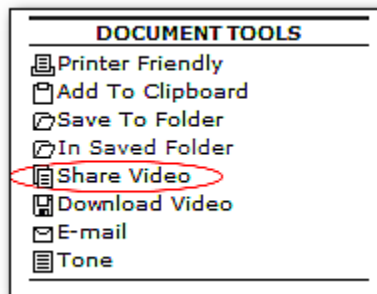 DOCUMENT TOOLS
Printer Friendly
Add To Clipboard
Save To Folder
In Saved Folder
Share Video
Download Video
E-mail
Tone